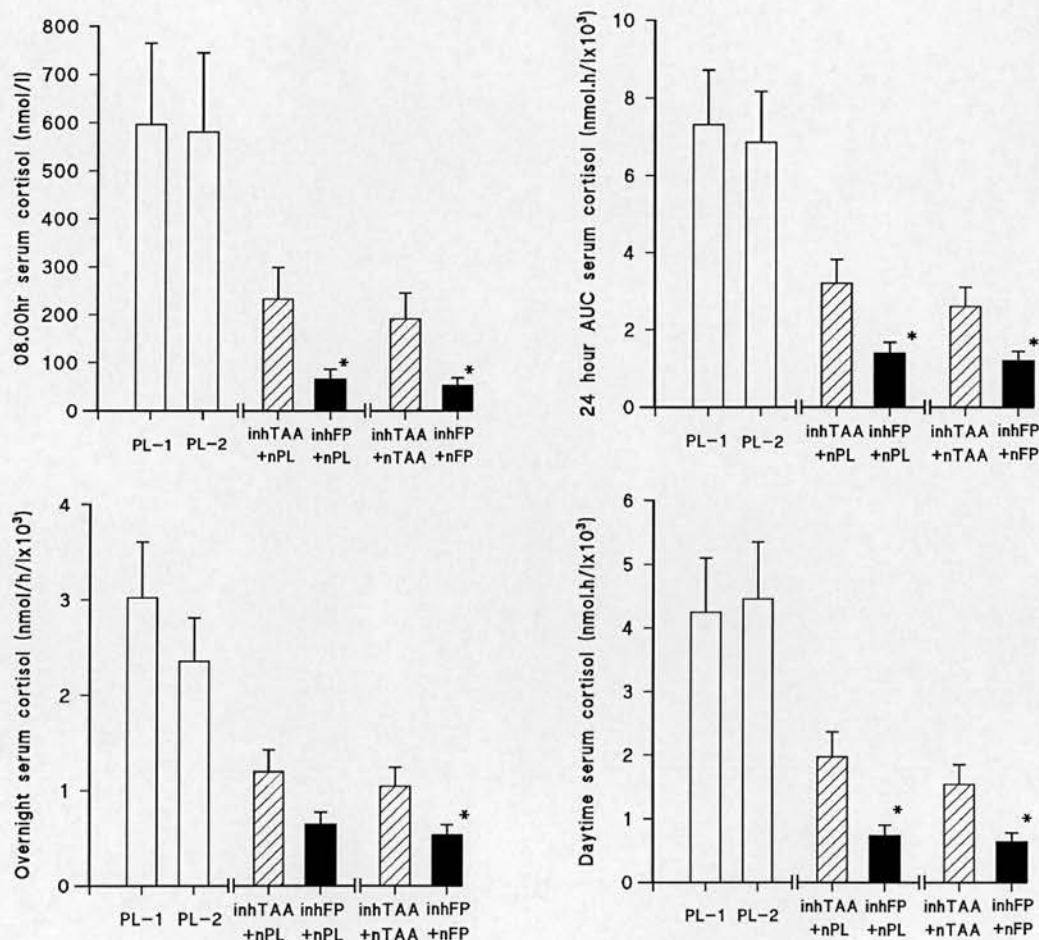 08.00hr serum cortisol (nmol/l)
800
700
600
500
400
300
200
100
0
PL-1
PL-2
inhTAA
+nPL
inhFP
+nPL
inhTAA
+nTAA
inhFP
+nFP
*
*
24 hour AUC serum cortisol (nmol.h/lx10³)
10
8
6
4
2
0
PL-1
PL-2
inhTAA
+nPL
inhFP
+nPL
inhTAA
+nTAA
inhFP
+nFP
*
*
Overnight serum cortisol (nmol/h/lx10³)
4
3
2
1
0
PL-1
PL-2
inhTAA
+nPL
inhFP
+nPL
inhTAA
+nTAA
inhFP
+nFP
*
Daytime serum cortisol (nmol.h/lx10³)
6
5
4
3
2
1
0
PL-1
PL-2
inhTAA
+nPL
inhFP
+nPL
inhTAA
+nTAA
inhFP
+nFP
*
*